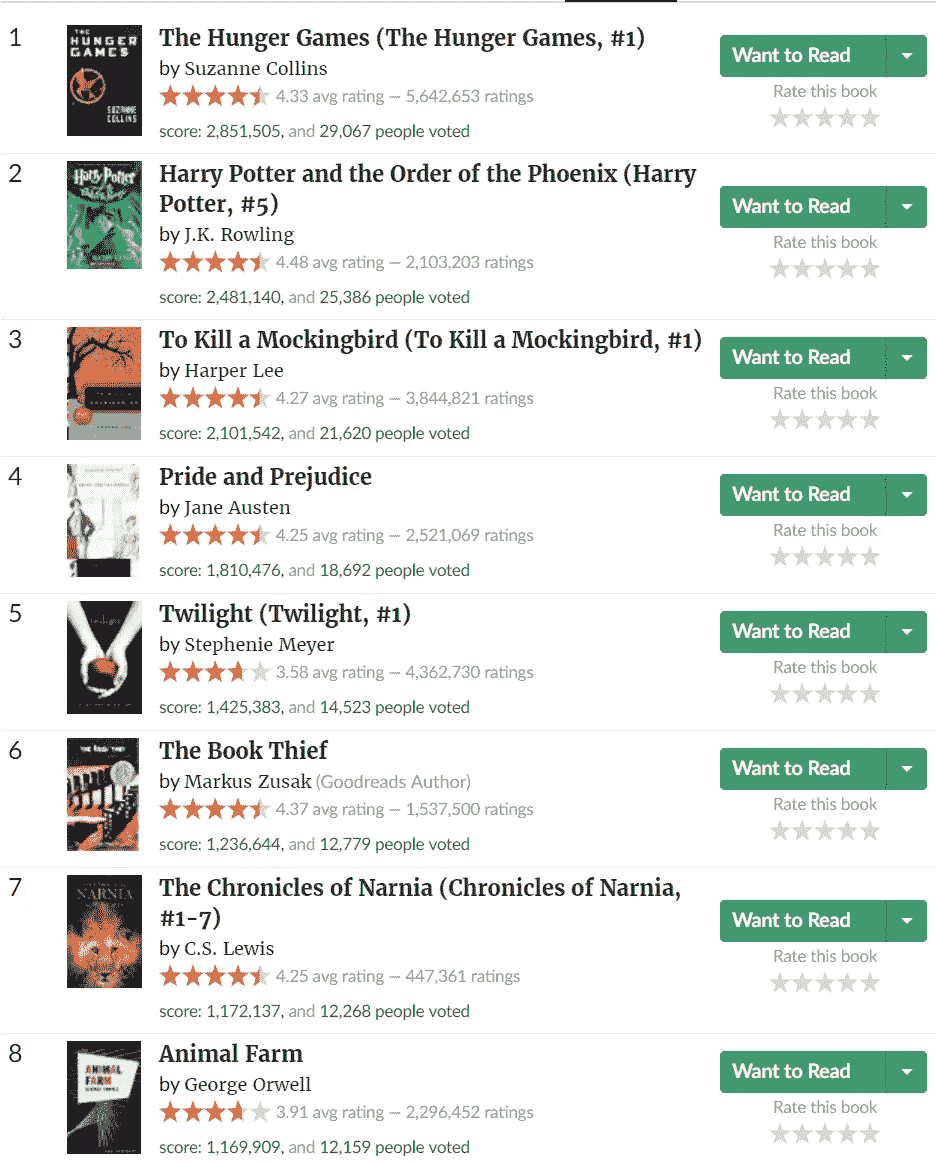 1
THE
HUNGER
GAMES
SUZANNE
COLLINS
The Hunger Games (The Hunger Games, #1)
by Suzanne Collins
4.33 avg rating — 5,642,653 ratings
score: 2,851,505, and 29,067 people voted
Want to Read
Rate this book
2
Harry Potter
Harry Potter and the Order of the Phoenix (Harry
Potter, #5)
by J.K. Rowling
4.48 avg rating — 2,103,203 ratings
score: 2,481,140, and 25,386 people voted
Want to Read
Rate this book
3
To Kill a Mockingbird (To Kill a Mockingbird, #1)
by Harper Lee
4.27 avg rating — 3,844,821 ratings
score: 2,101,542, and 21,620 people voted
Want to Read
Rate this book
4
Pride and Prejudice
by Jane Austen
4.25 avg rating — 2,521,069 ratings
score: 1,810,476, and 18,692 people voted
Want to Read
Rate this book
5
twilight
Twilight (Twilight, #1)
by Stephenie Meyer
3.58 avg rating — 4,362,730 ratings
score: 1,425,383, and 14,523 people voted
Want to Read
Rate this book
6
THE BOOK THIEF
The Book Thief
by Markus Zusak (Goodreads Author)
4.37 avg rating — 1,537,500 ratings
score: 1,236,644, and 12,779 people voted
Want to Read
Rate this book
7
NARNIA
The Chronicles of Narnia (Chronicles of Narnia,
#1-7)
by C.S. Lewis
4.25 avg rating — 447,361 ratings
score: 1,172,137, and 12,268 people voted
Want to Read
Rate this book
8
ANIMAL
FARM
Animal Farm
by George Orwell
3.91 avg rating — 2,296,452 ratings
score: 1,169,909, and 12,159 people voted
Want to Read
Rate this book